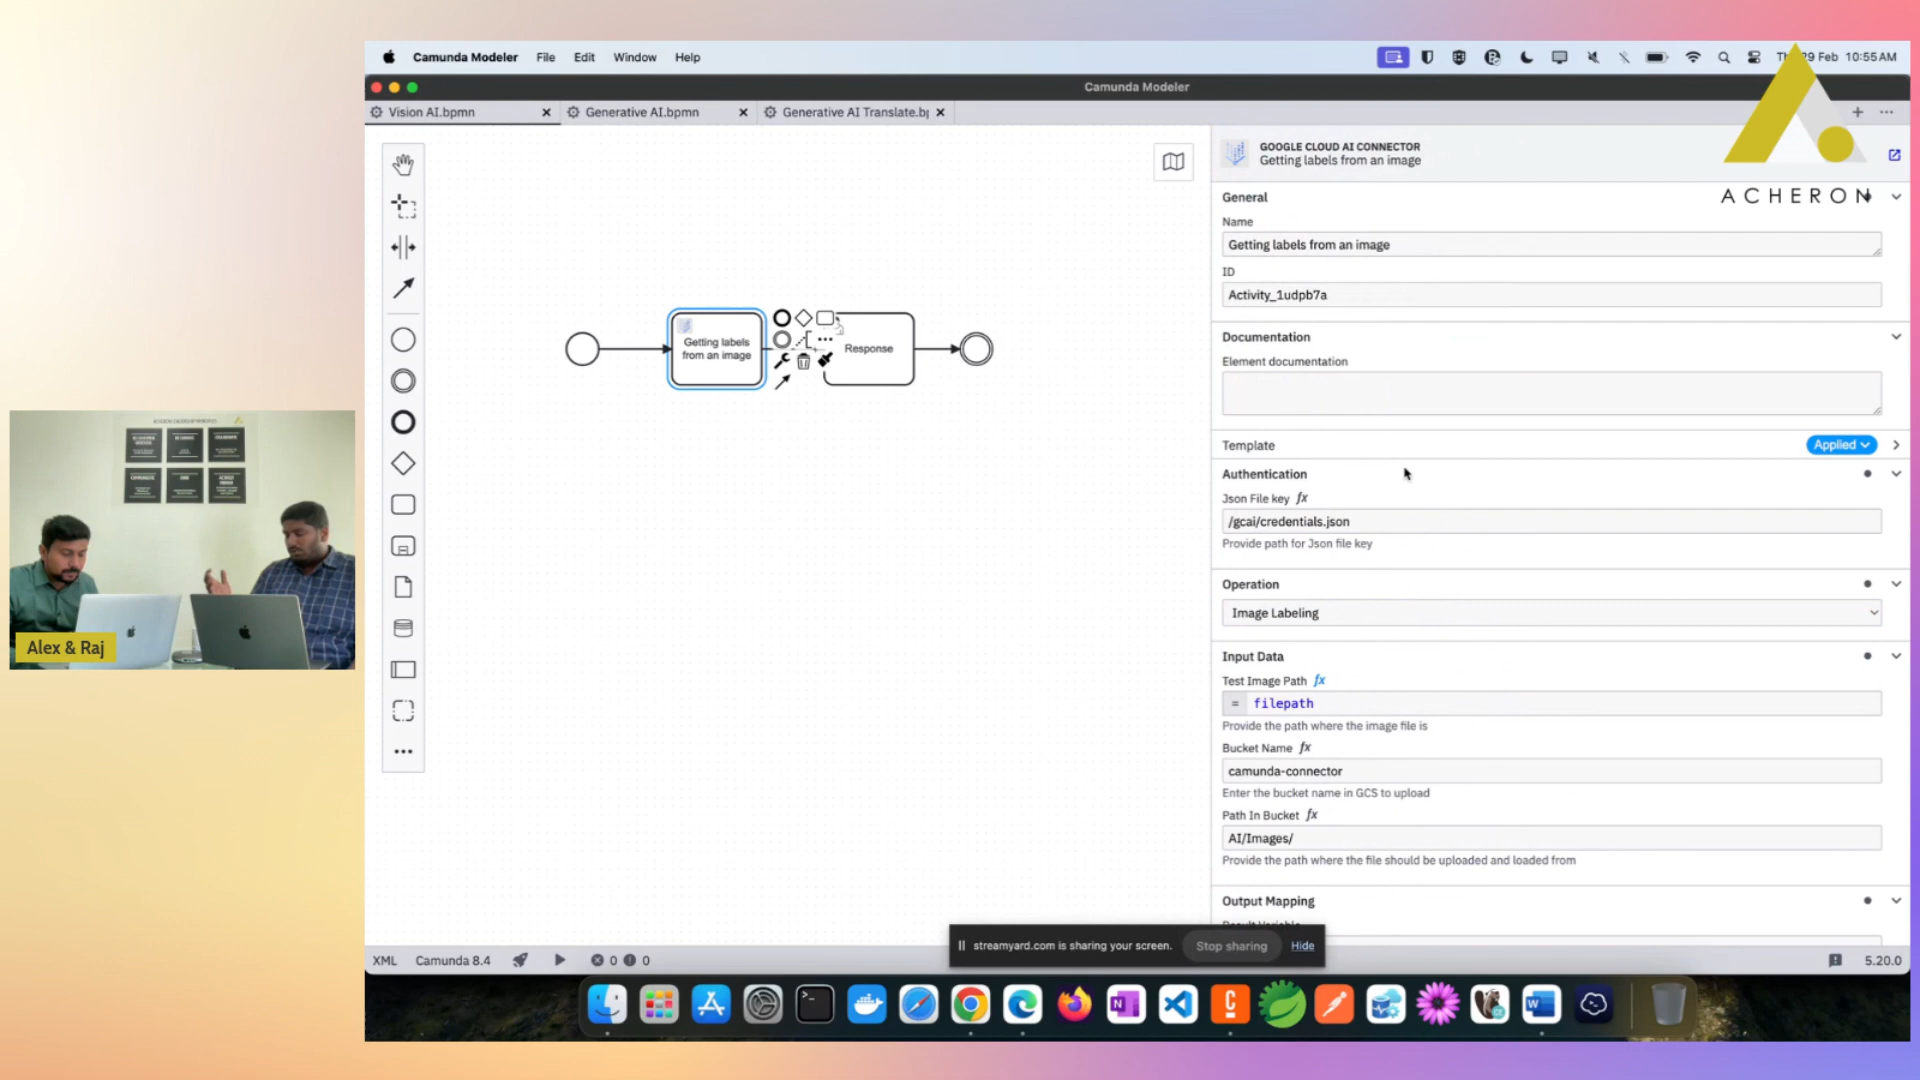 Camunda Modeler File Edit Window Help
29 Feb 10:55 AM
Camunda Modeler
Vision AI.bpmn
Generative AI.bpmn
Generative AI Translate.bp
GOOGLE CLOUD AI CONNECTOR
Getting labels from an image
ACHERON
General
Name
Getting labels from an image
ID
Activity_1udpb7a
Documentation
Element documentation
Template
Applied
Authentication
Json File key fx
/gcai/credentials.json
Provide path for Json file key
Operation
Image Labeling
Input Data
Test Image Path fx
= filepath
Provide the path where the image file is
Bucket Name fx
camunda-connector
Enter the bucket name in GCS to upload
Path In Bucket fx
AI/Images/
Provide the path where the file should be uploaded and loaded from
Output Mapping
Getting labels
from an image
Response
Alex & Raj
streamyard.com is sharing your screen.
Stop sharing
Hide
XML
Camunda 8.4
0
0
5.20.0